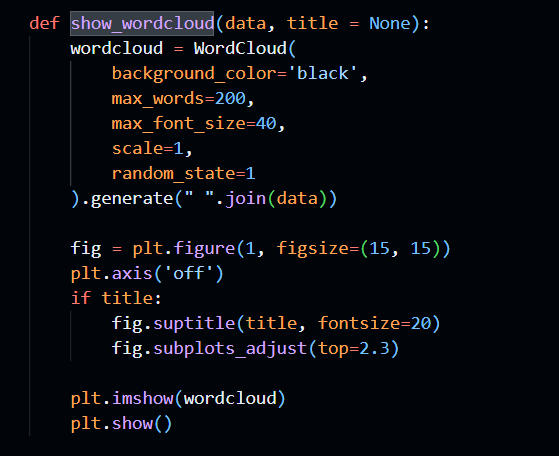 def show_wordcloud(data, title = None):
    wordcloud = WordCloud(
        background_color='black',
        max_words=200,
        max_font_size=40,
        scale=1,
        random_state=1
    ).generate(" ".join(data))

    fig = plt.figure(1, figsize=(15, 15))
    plt.axis('off')
    if title:
        fig.suptitle(title, fontsize=20)
        fig.subplots_adjust(top=2.3)

    plt.imshow(wordcloud)
    plt.show()